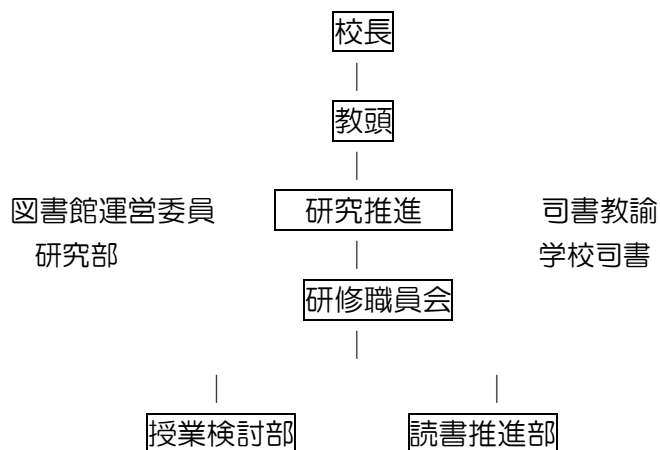 校長
教頭
図書館運営委員 研究推進 司書教諭
研究部 学校司書
研修職員会
授業検討部 読書推進部